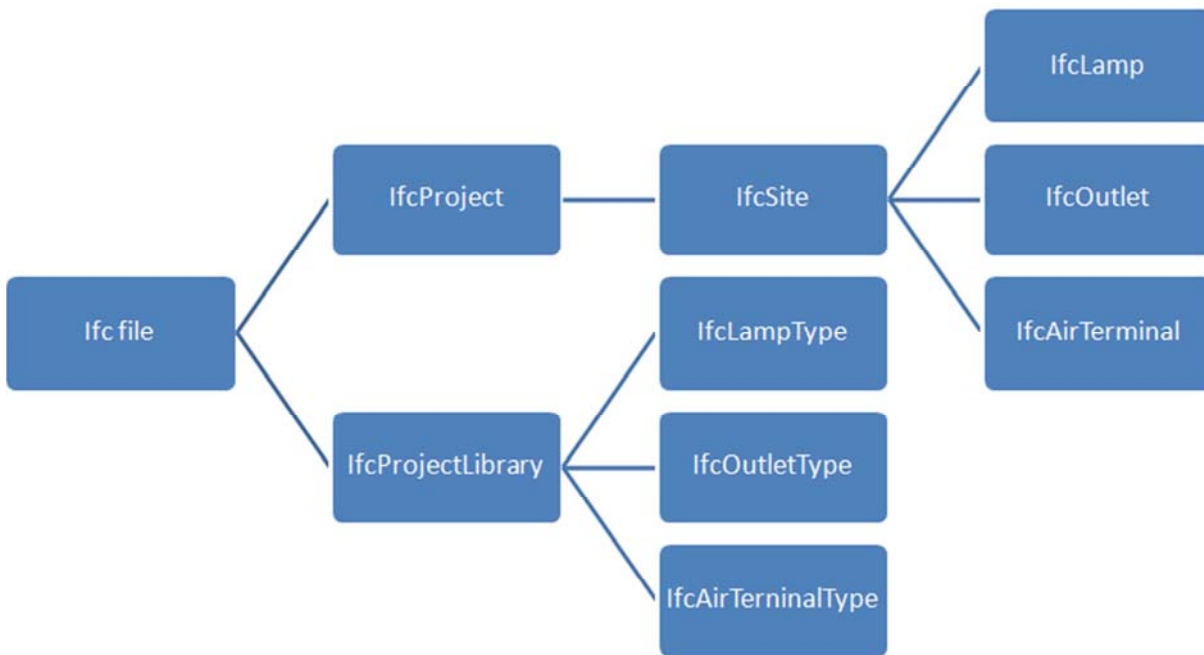 IfcLamp
IfcProject
IfcSite
IfcOutlet
Ifc file
IfcLampType
IfcAirTerminal
IfcProjectLibrary
IfcOutletType
IfcAirTerninalType